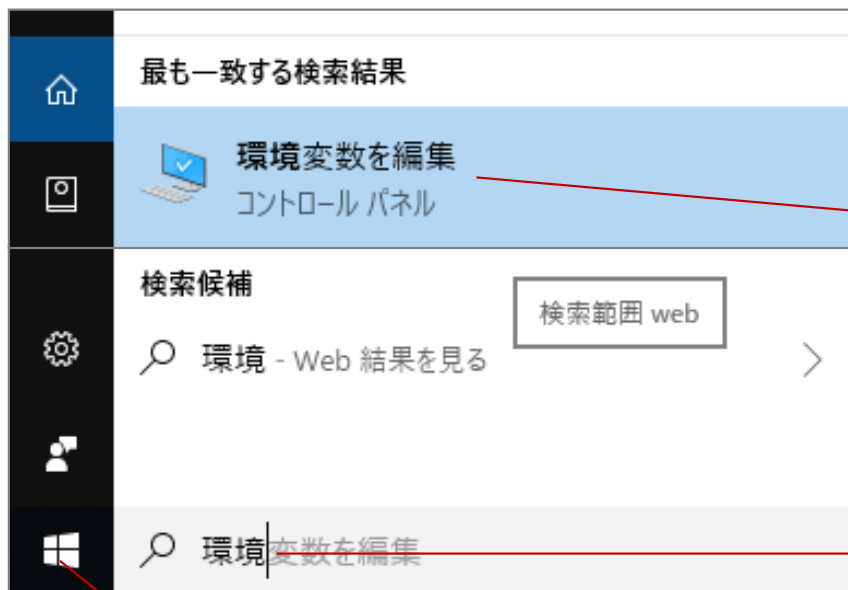 最も一致する検索結果
環境変数を編集
コントロール パネル
検索候補
検索範囲 web
環境 - Web 結果を見る
環境変数を編集